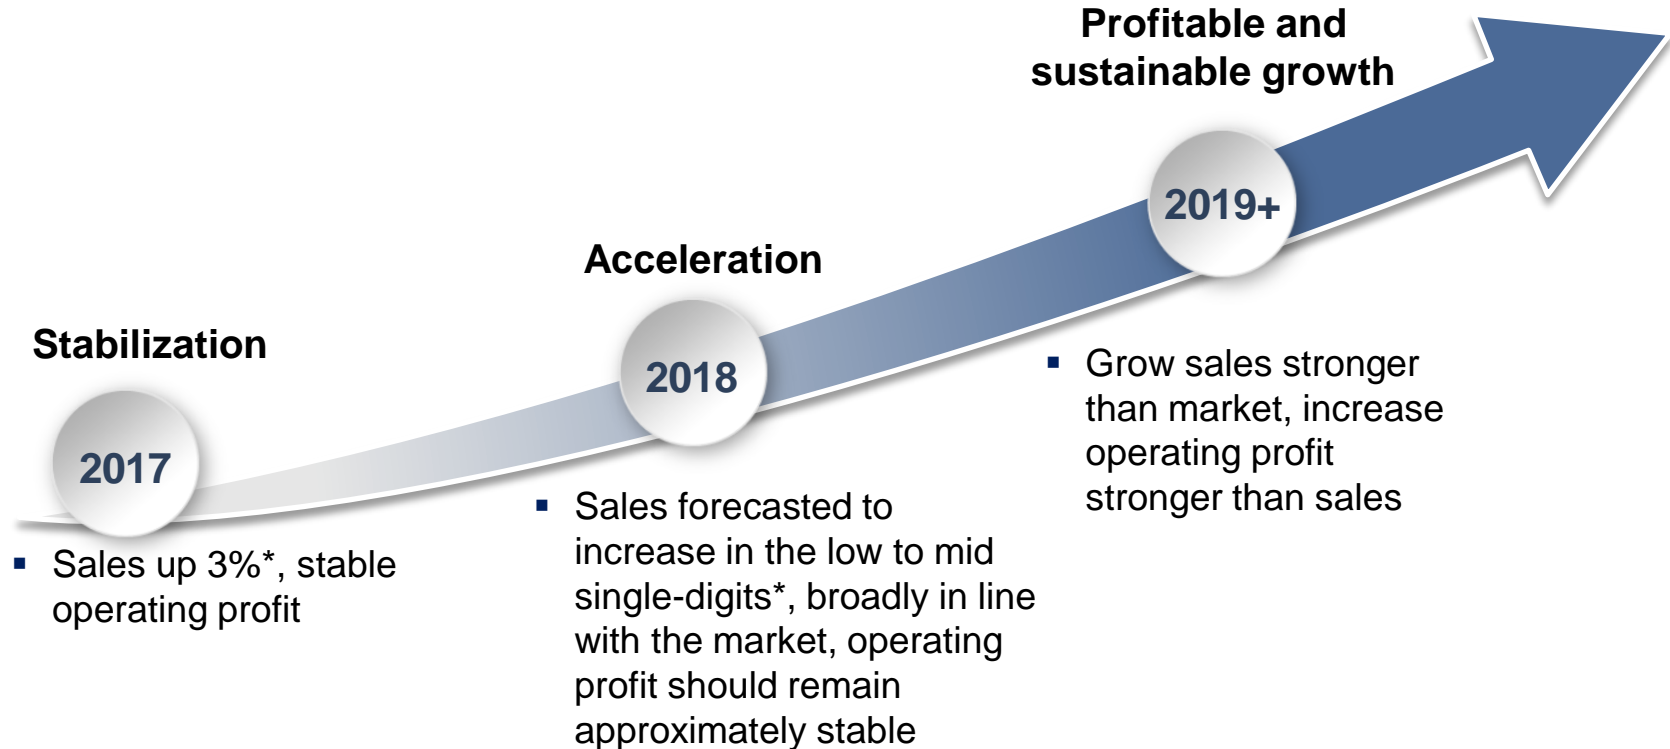 Stabilization
2017
▪ Sales up 3%*, stable
operating profit
Acceleration
2018
▪ Sales forecasted to
increase in the low to mid
single-digits*, broadly in line
with the market, operating
profit should remain
approximately stable
Profitable and
sustainable growth
2019+
▪ Grow sales stronger
than market, increase
operating profit
stronger than sales